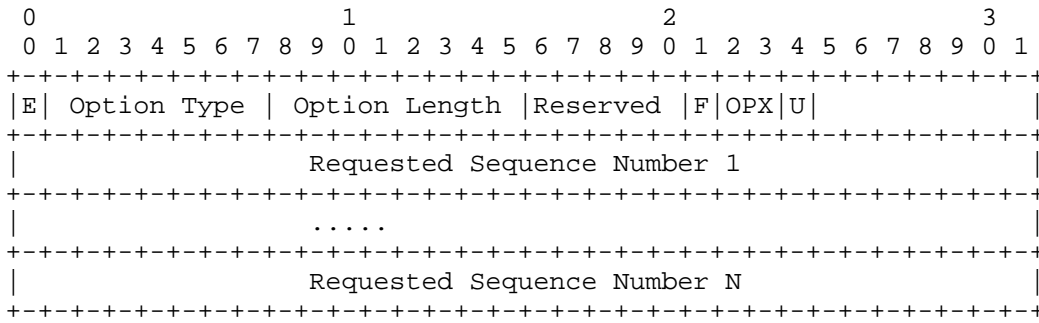 0                   1                   2                   3
 0 1 2 3 4 5 6 7 8 9 0 1 2 3 4 5 6 7 8 9 0 1 2 3 4 5 6 7 8 9 0 1
+-+-+-+-+-+-+-+-+-+-+-+-+-+-+-+-+-+-+-+-+-+-+-+-+-+-+-+-+-+-+-+-+
|E| Option Type | Option Length |Reserved |F|OPX|U|             |
+-+-+-+-+-+-+-+-+-+-+-+-+-+-+-+-+-+-+-+-+-+-+-+-+-+-+-+-+-+-+-+-+
|                  Requested Sequence Number 1                  |
+-+-+-+-+-+-+-+-+-+-+-+-+-+-+-+-+-+-+-+-+-+-+-+-+-+-+-+-+-+-+-+-+
|                  .....                                        |
+-+-+-+-+-+-+-+-+-+-+-+-+-+-+-+-+-+-+-+-+-+-+-+-+-+-+-+-+-+-+-+-+
|                  Requested Sequence Number N                  |
+-+-+-+-+-+-+-+-+-+-+-+-+-+-+-+-+-+-+-+-+-+-+-+-+-+-+-+-+-+-+-+-+